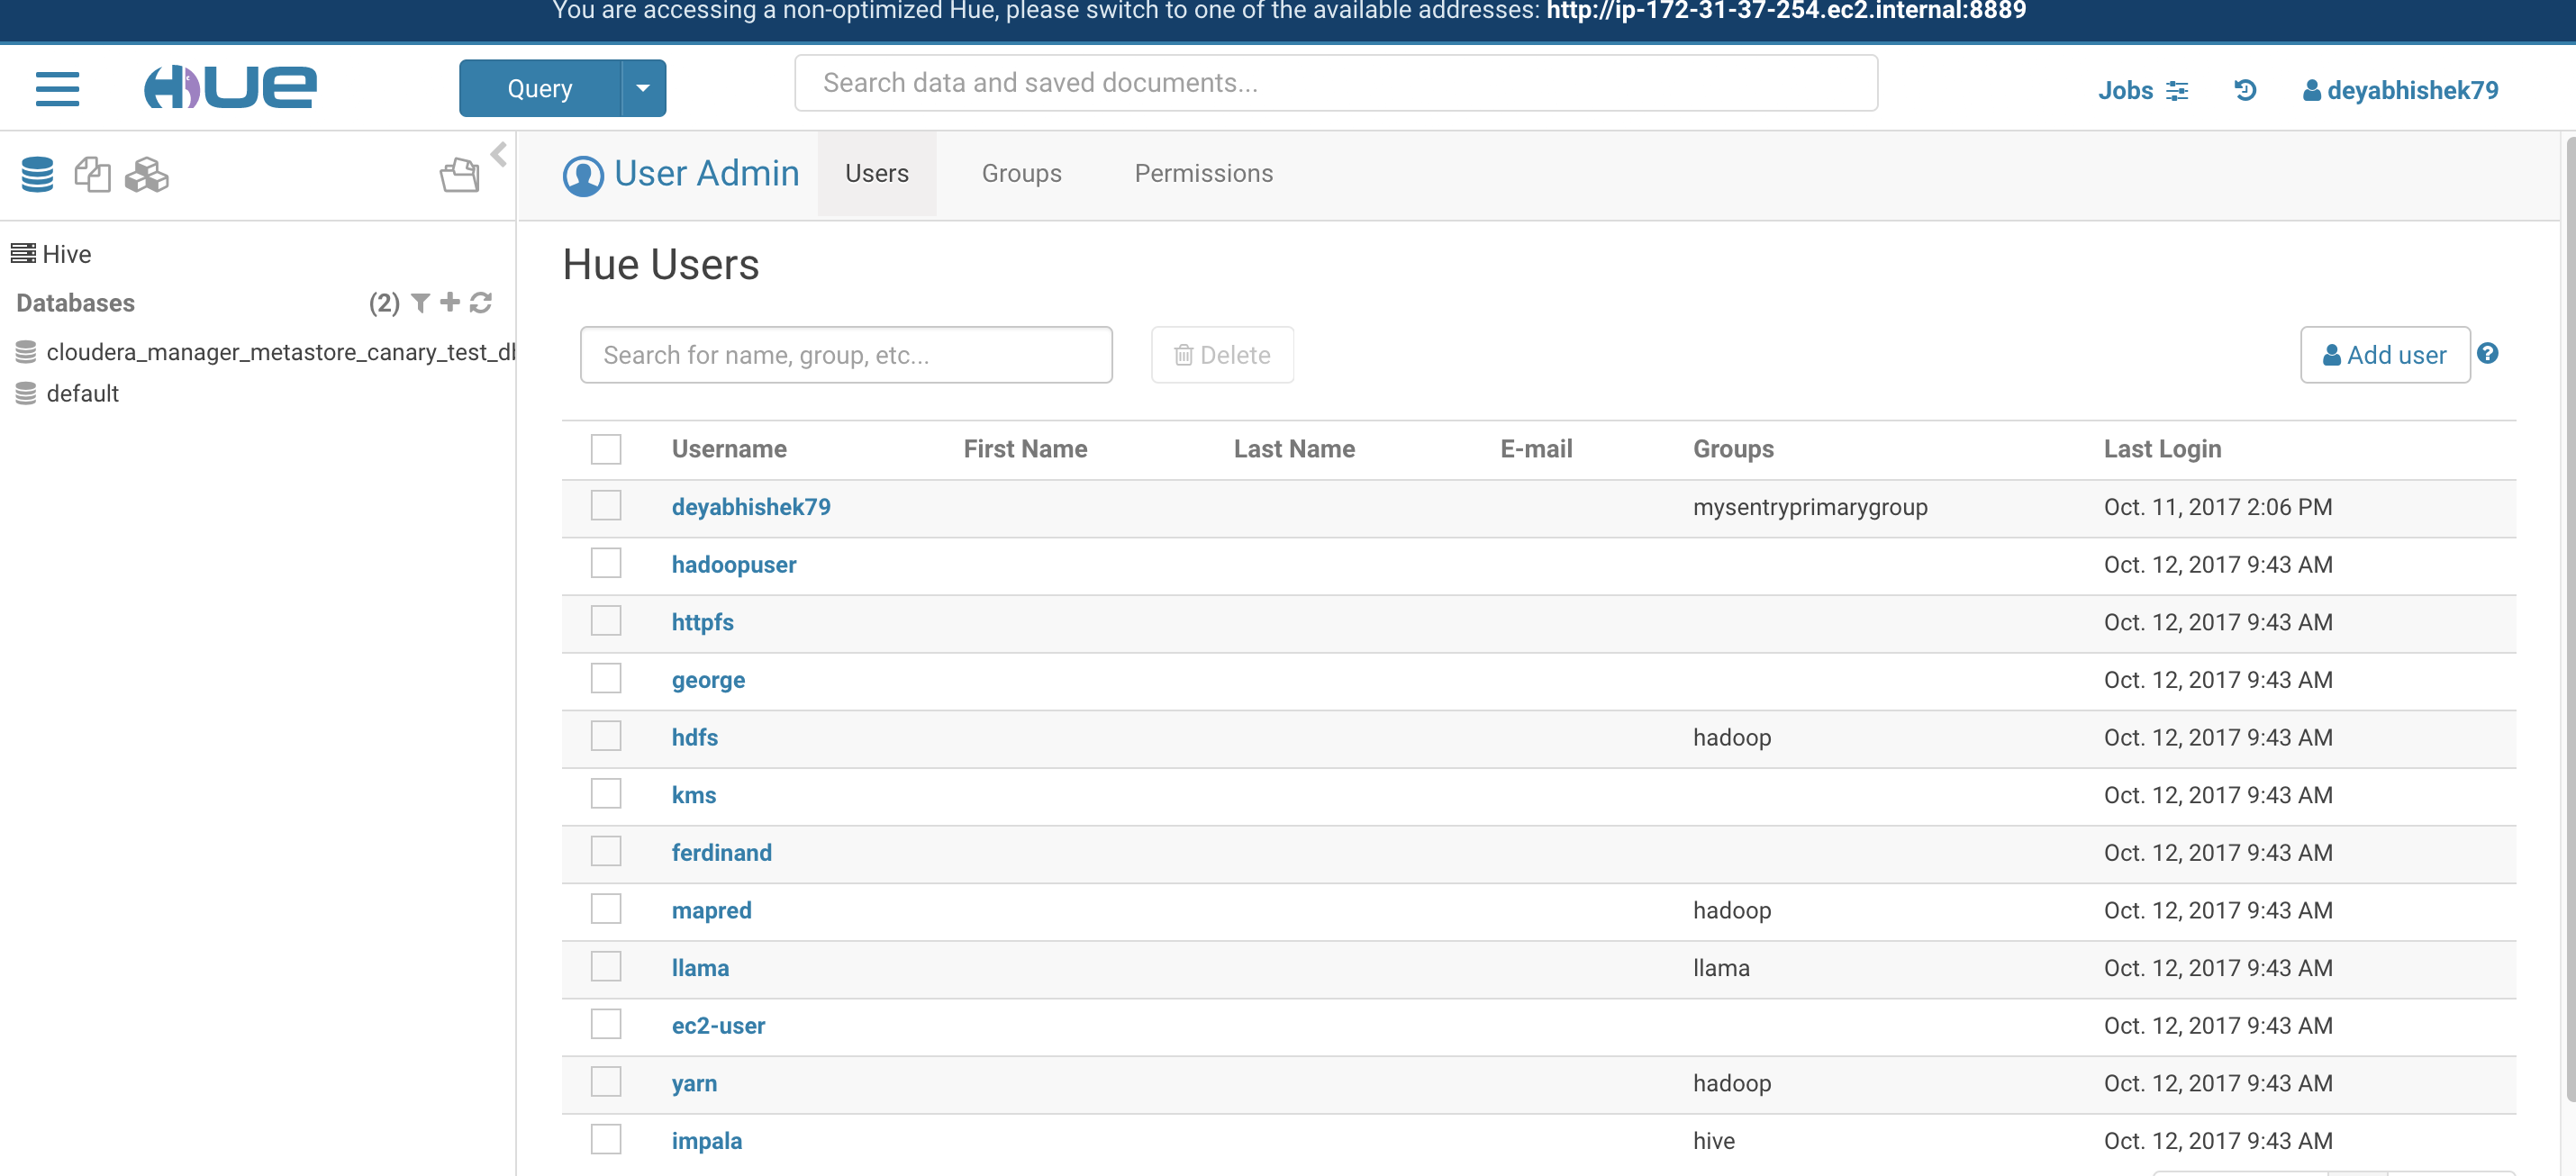 You are accessing a non-optimized Hue, please switch to one of the available addresses: http://ip-172-31-37-254.ec2.internal:8889
HUE Query Search data and saved documents... Jobs deyabhishek79
User Admin Users Groups Permissions
Hive
Databases (2)
cloudera_manager_metastore_canary_test_db
default
Hue Users
Search for name, group, etc... Delete Add user ?
Username First Name Last Name E-mail Groups Last Login
deyabhishek79 mysentryprimarygroup Oct. 11, 2017 2:06 PM
hadoopuser Oct. 12, 2017 9:43 AM
httpfs Oct. 12, 2017 9:43 AM
george Oct. 12, 2017 9:43 AM
hdfs hadoop Oct. 12, 2017 9:43 AM
kms Oct. 12, 2017 9:43 AM
ferdinand Oct. 12, 2017 9:43 AM
mapred hadoop Oct. 12, 2017 9:43 AM
llama llama Oct. 12, 2017 9:43 AM
ec2-user Oct. 12, 2017 9:43 AM
yarn hadoop Oct. 12, 2017 9:43 AM
impala hive Oct. 12, 2017 9:43 AM